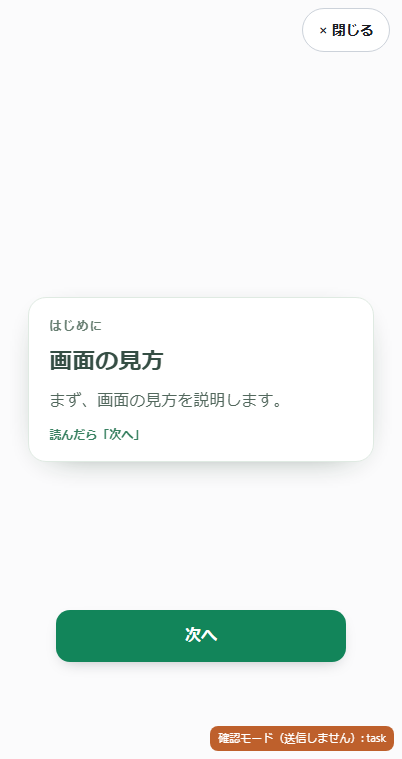 × 閉じる
はじめに
画面の見方
まず、画面の見方を説明します。
読んだら「次へ」
次へ
確認モード（送信しません）: task